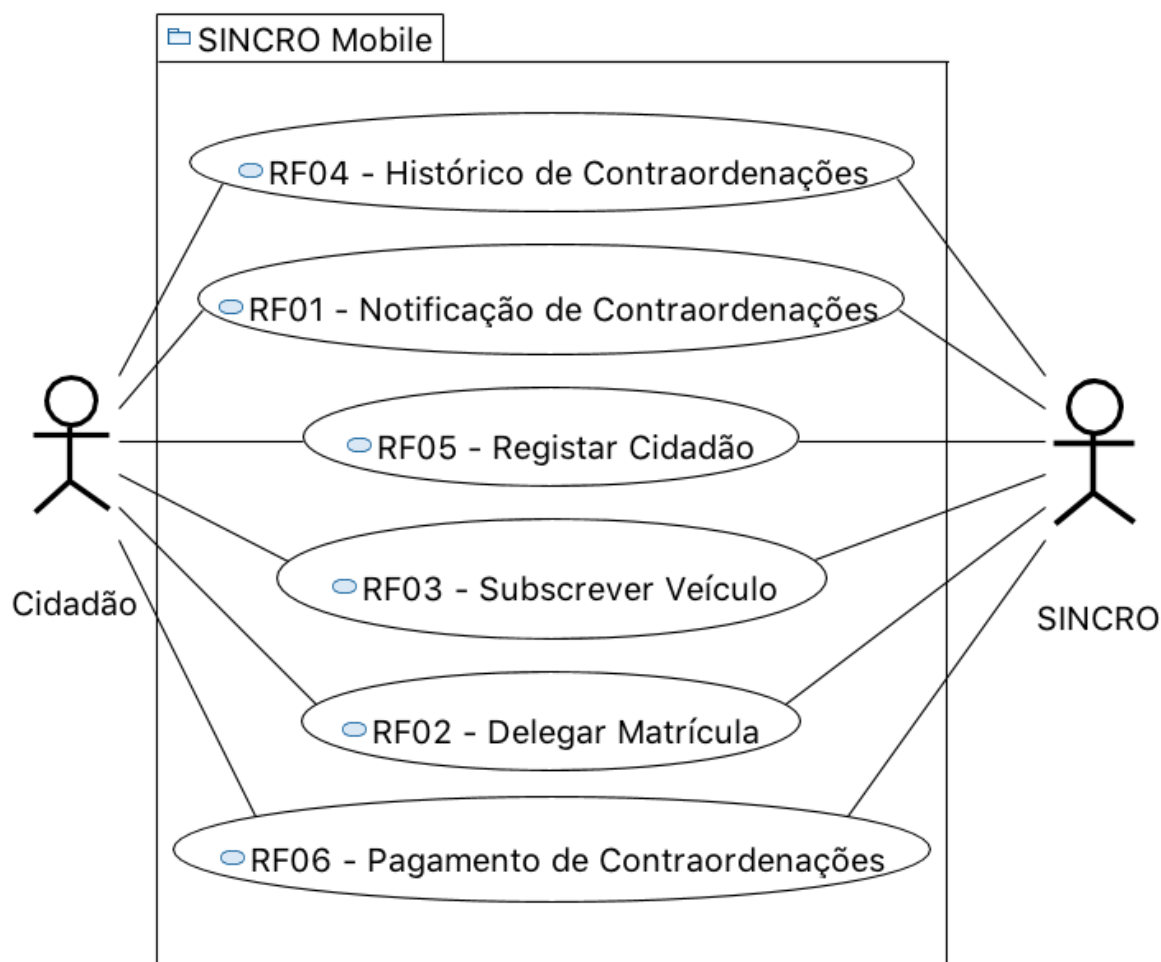 SINCRO Mobile
RF04 - Histórico de Contraordenações
RF01 - Notificação de Contraordenações
RF05 - Registar Cidadão
RF03 - Subscrever Veículo
Cidadão
SINCRO
RF02 - Delegar Matrícula
RF06 - Pagamento de Contraordenações